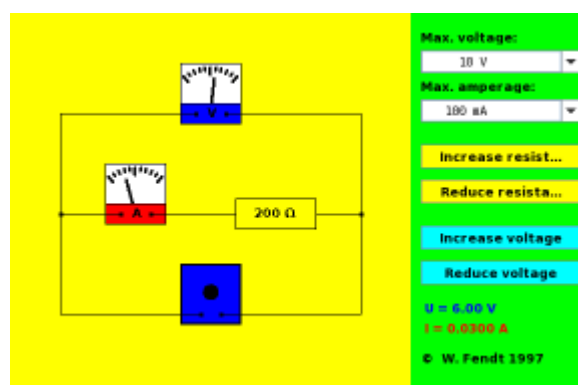 Max. voltage:
10 V
Max. amperage:
100 mA
V
Increase resist...
A
Reduce resista...
200 Ω
Increase voltage
Reduce voltage
U = 6.00 V
I = 0.0300 A
© W. Fendt 1997